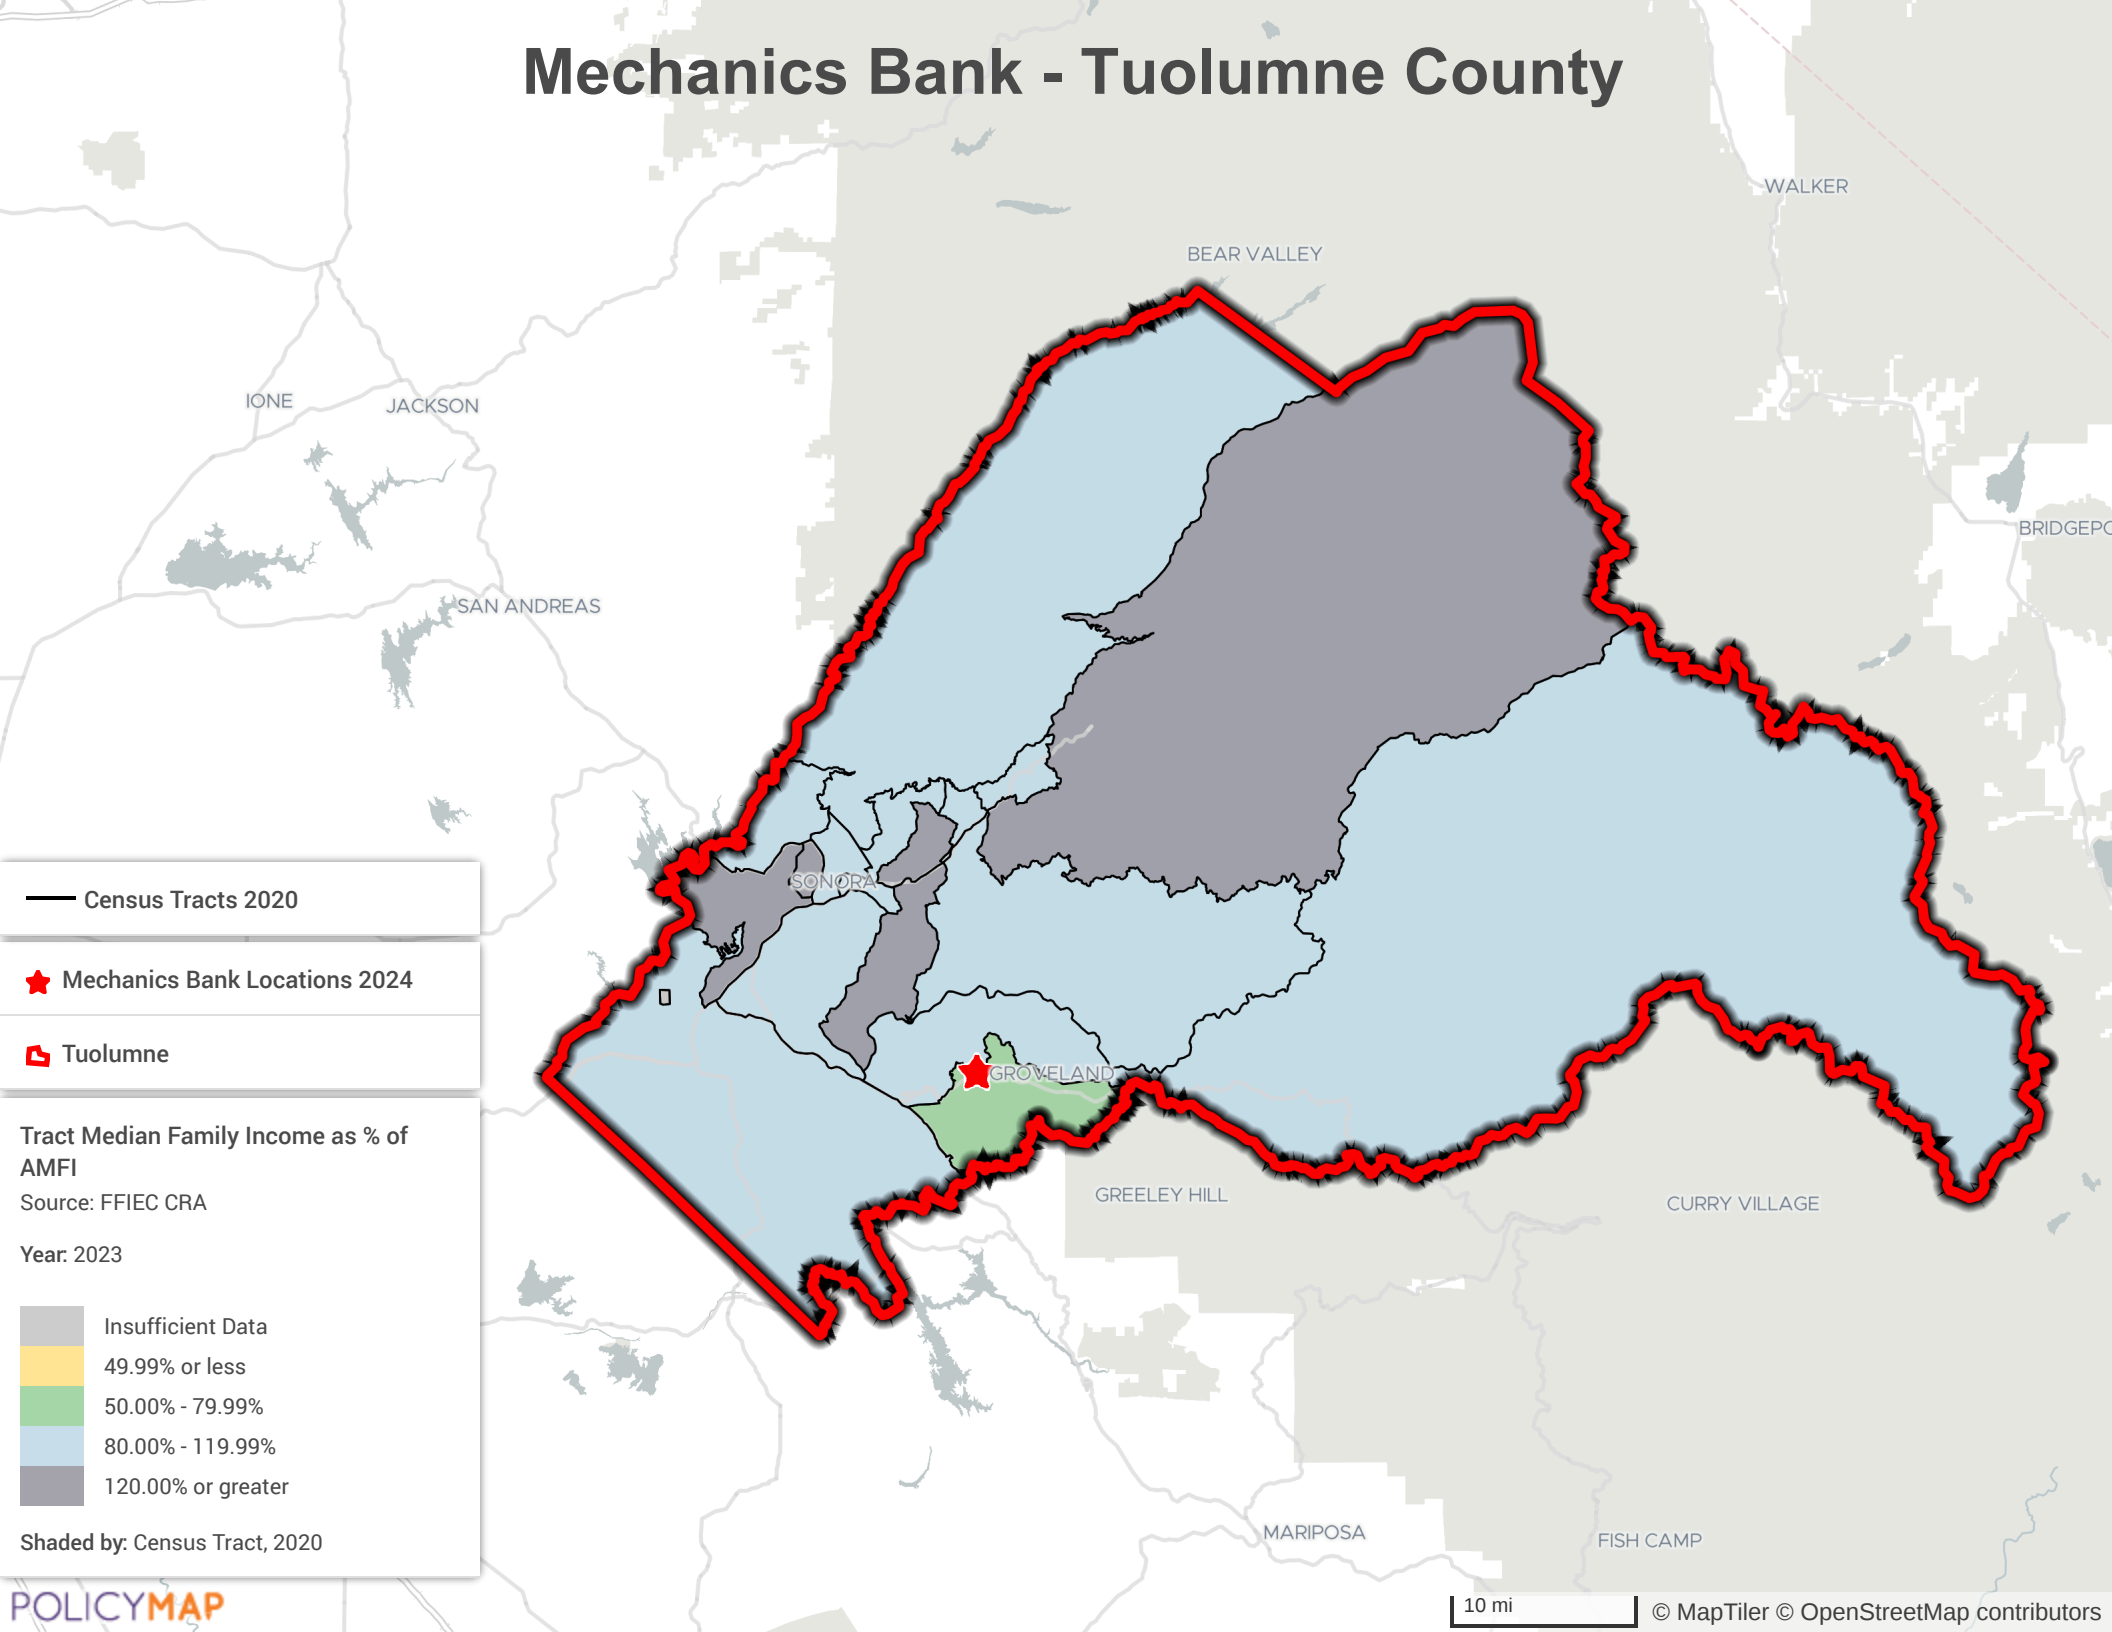 Mechanics Bank - Tuolumne County
WALKER
BEAR VALLEY
IONE
JACKSON
BRIDGEPO
SAN ANDREAS
SONORA
GROVELAND
GREELEY HILL
CURRY VILLAGE
MARIPOSA
FISH CAMP
Census Tracts 2020
Mechanics Bank Locations 2024
Tuolumne
Tract Median Family Income as % of
AMFI
Source: FFIEC CRA
Year: 2023
Insufficient Data
49.99% or less
50.00% - 79.99%
80.00% - 119.99%
120.00% or greater
Shaded by: Census Tract, 2020
POLICYMAP
10 mi
© MapTiler © OpenStreetMap contributors